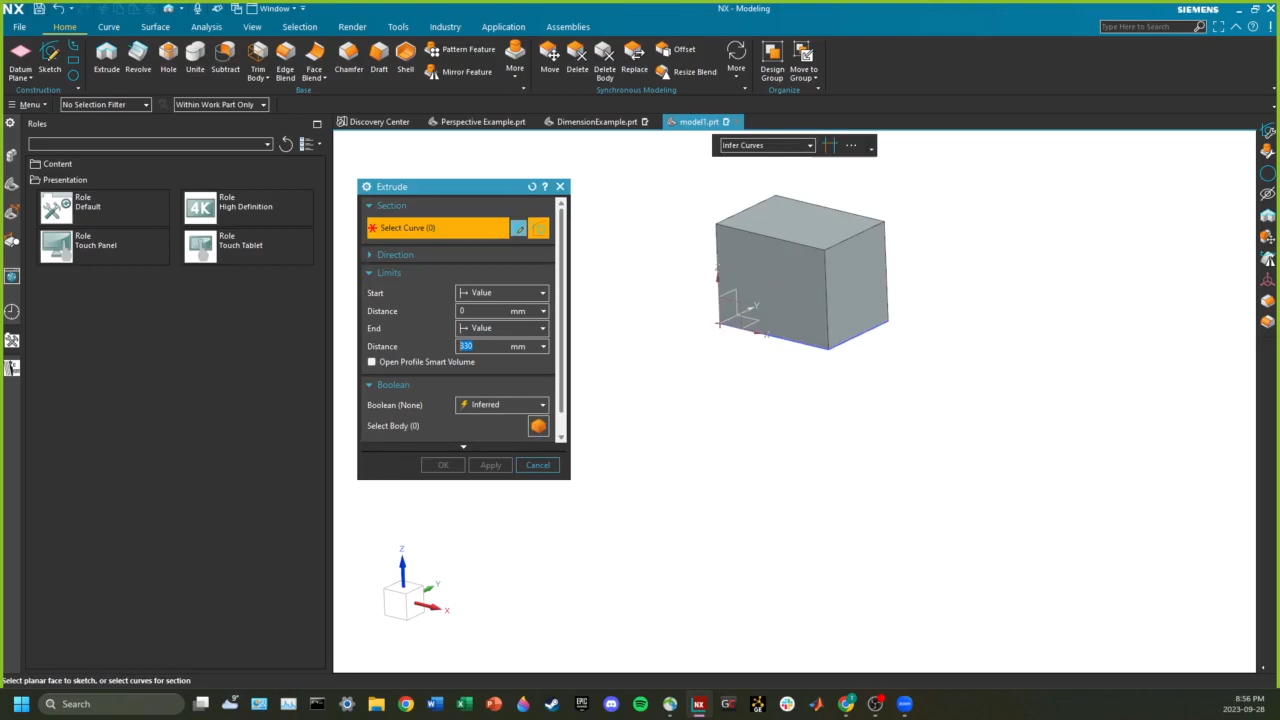 NX Window NX - Modeling SIEMENS
File Home Curve Surface Analysis View Selection Render Tools Industry Application Assemblies Type Here to Search
Datum Plane Sketch Extrude Revolve Hole Unite Subtract Trim Body Edge Blend Face Blend Chamfer Draft Shell Pattern Feature Mirror Feature More Move Delete Delete Body Replace Offset Resize Blend More Design Group Move to Group
Construction Base Synchronous Modeling Organize
Menu No Selection Filter Within Work Part Only
Roles
Discovery Center Perspective Example.prt DimensionExample.prt model1.prt
Infer Curves ...
Content
Presentation
Role
Default
Role
High Definition
4K
Role
Touch Panel
Role
Touch Tablet
Extrude
Section
Select Curve (0)
Direction
Limits
Start Value
Distance 0 mm
End Value
Distance 330 mm
Open Profile Smart Volume
Boolean
Boolean (None) Inferred
Select Body (0)
OK Apply Cancel
Y
Z
Y
X
Select planar face to sketch, or select curves for section
Search
NX
EPIC
GC
GE
zoom
8:56 PM
2023-09-28